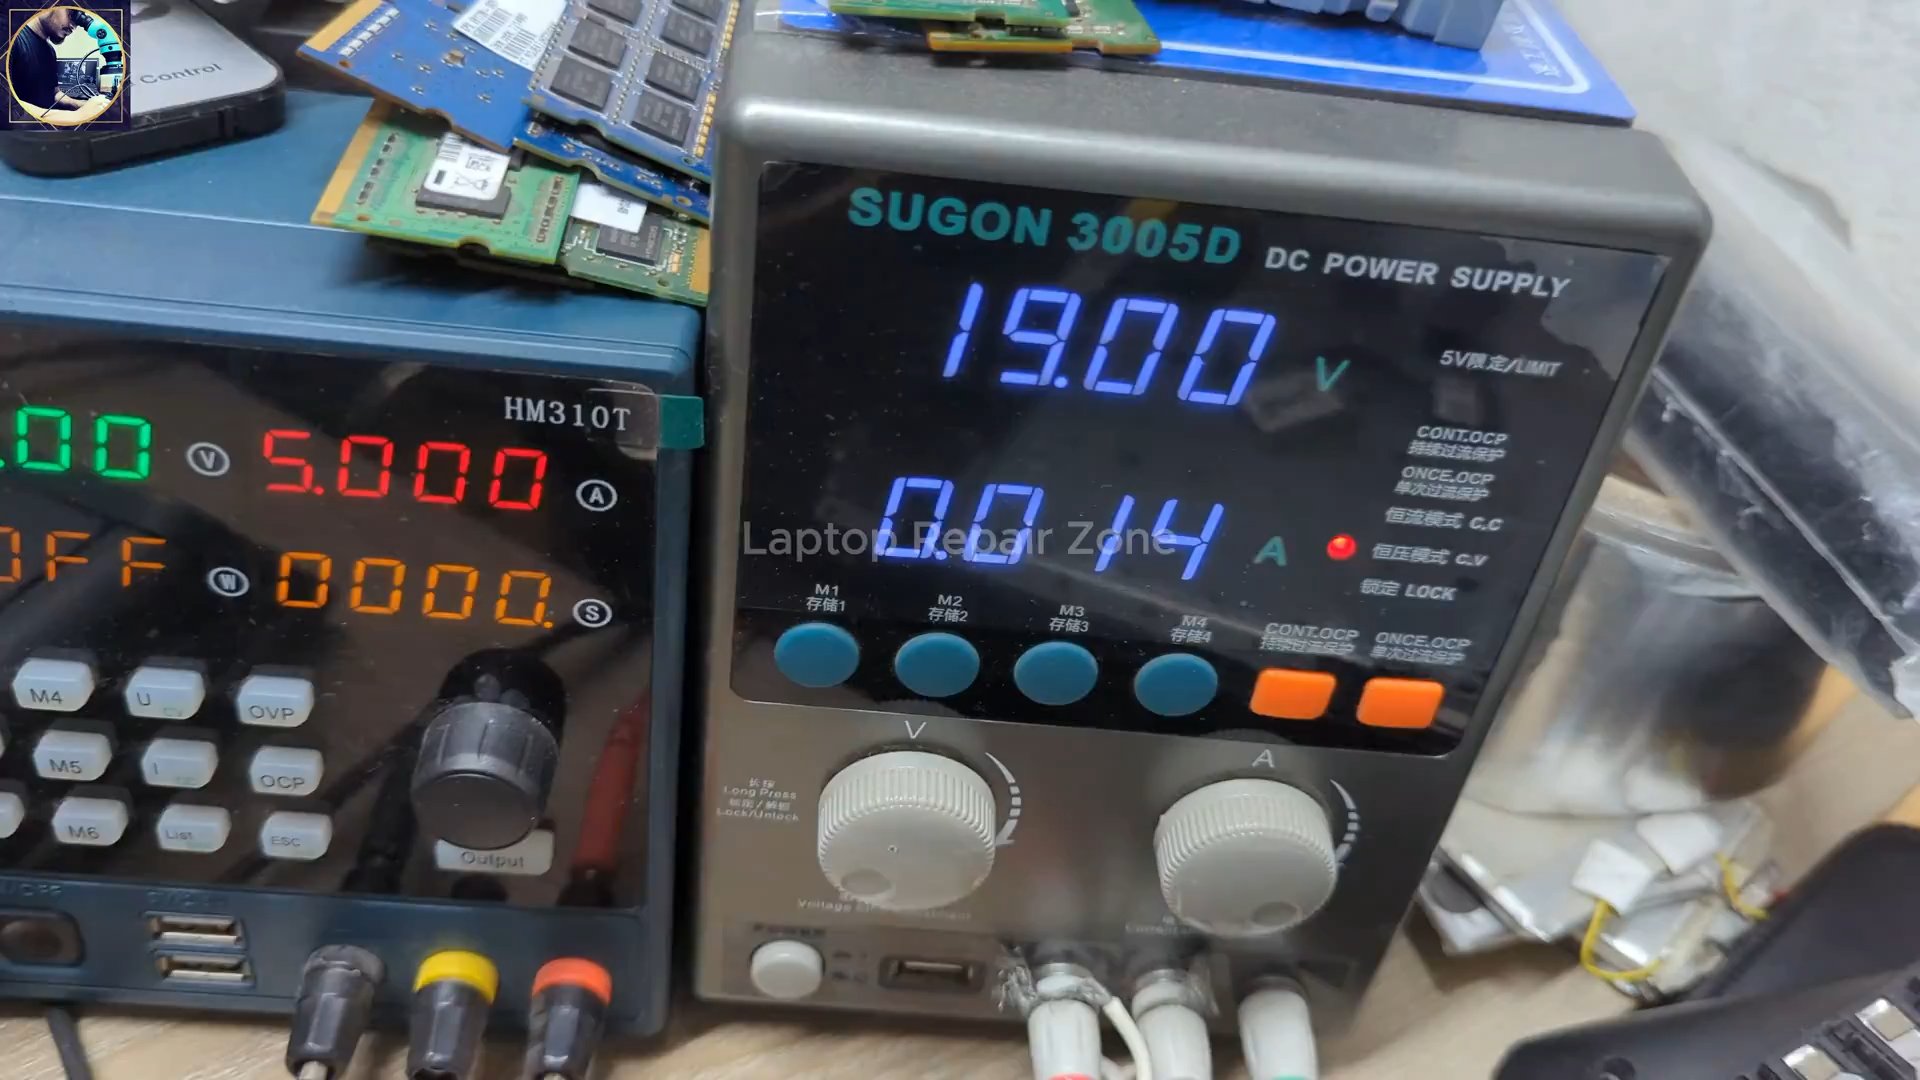 Control
SUGON 3005D DC POWER SUPPLY
19.00 V
5V限定/LIMIT
CONT.OCP
持续过流保护
ONCE.OCP
单次过流保护
恒流模式 C.C
0.014 A
恒压模式 C.V
锁定 LOCK
Laptop Repair Zone
M1
存储1
M2
存储2
M3
存储3
M4
存储4
CONT.OCP
持续过流保护
ONCE.OCP
单次过流保护
V
A
长按
Long Press
锁定/解锁
Lock/Unlock
HM310T
.00 V 5.000 A
OFF W 0000. S
M4 U OVP
M5 I OCP
M6 List ESC
Output